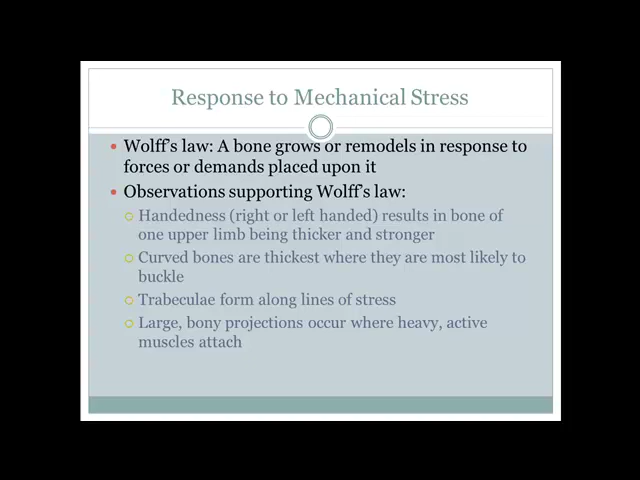 Response to Mechanical Stress
Wolff's law: A bone grows or remodels in response to
forces or demands placed upon it
Observations supporting Wolff's law:
Handedness (right or left handed) results in bone of
one upper limb being thicker and stronger
Curved bones are thickest where they are most likely to
buckle
Trabeculae form along lines of stress
Large, bony projections occur where heavy, active
muscles attach